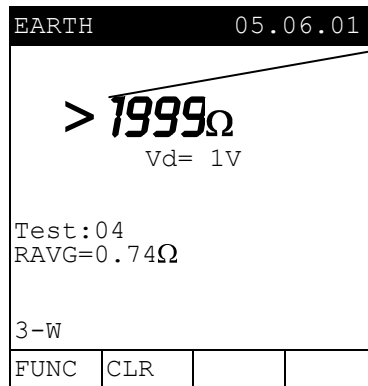 EARTH 05.06.01
> 1999Ω
Vd= 1V
Test:04
RAVG=0.74Ω
3-W
FUNC CLR